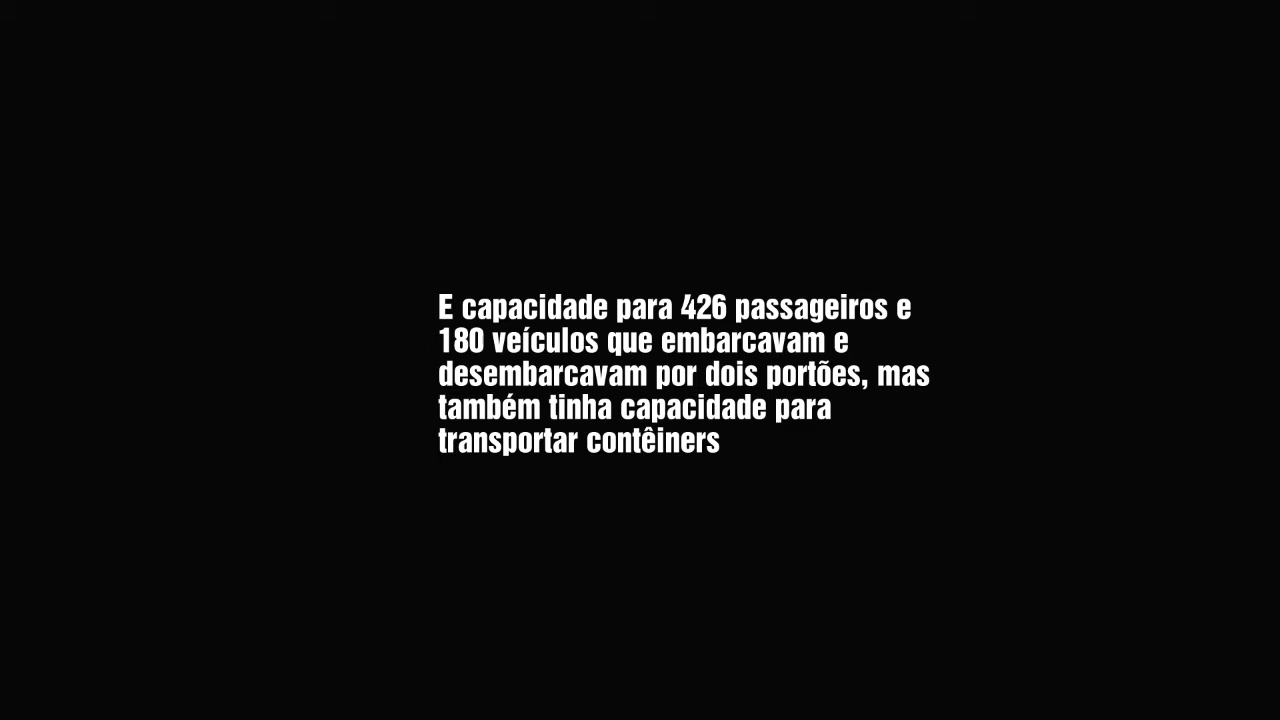 E capacidade para 426 passageiros e
180 veículos que embarcavam e
desembarcavam por dois portões, mas
também tinha capacidade para
transportar contêiners